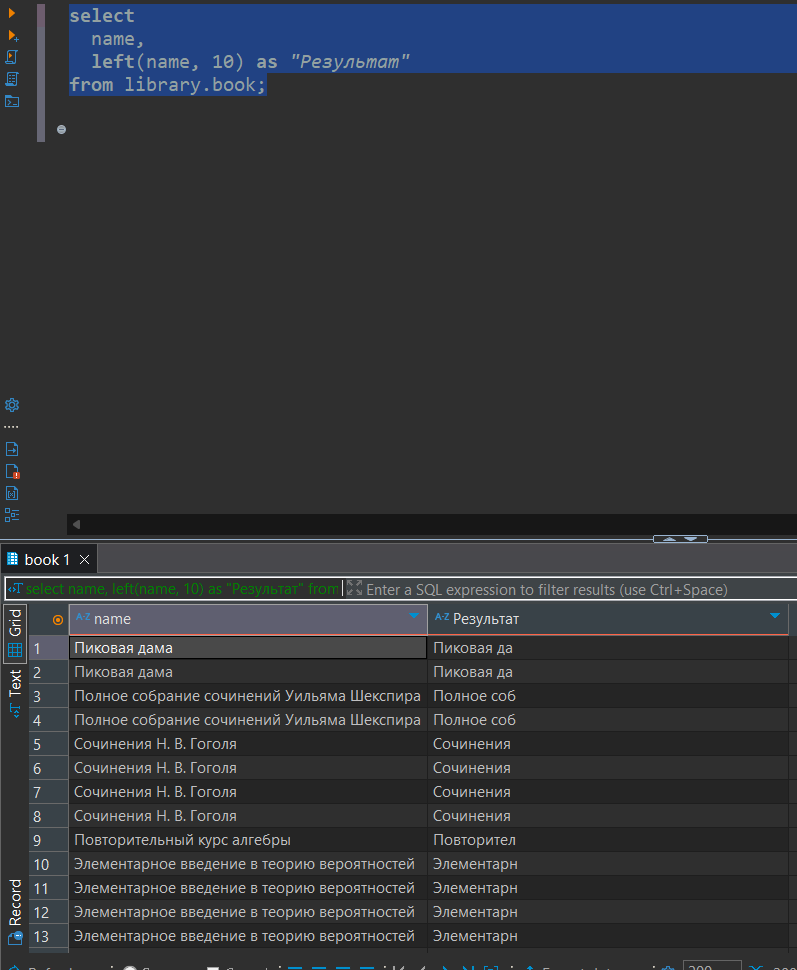 select
name,
left(name, 10) as "Результат"
from library.book;
book 1
select name, left(name, 10) as "Результат" from
Enter a SQL expression to filter results (use Ctrl+Space)
Grid
Text
Record
name Результат
1 Пиковая дама Пиковая да
2 Пиковая дама Пиковая да
3 Полное собрание сочинений Уильяма Шекспира Полное соб
4 Полное собрание сочинений Уильяма Шекспира Полное соб
5 Сочинения Н. В. Гоголя Сочинения
6 Сочинения Н. В. Гоголя Сочинения
7 Сочинения Н. В. Гоголя Сочинения
8 Сочинения Н. В. Гоголя Сочинения
9 Повторительный курс алгебры Повторител
10 Элементарное введение в теорию вероятностей Элементарн
11 Элементарное введение в теорию вероятностей Элементарн
12 Элементарное введение в теорию вероятностей Элементарн
13 Элементарное введение в теорию вероятностей Элементарн